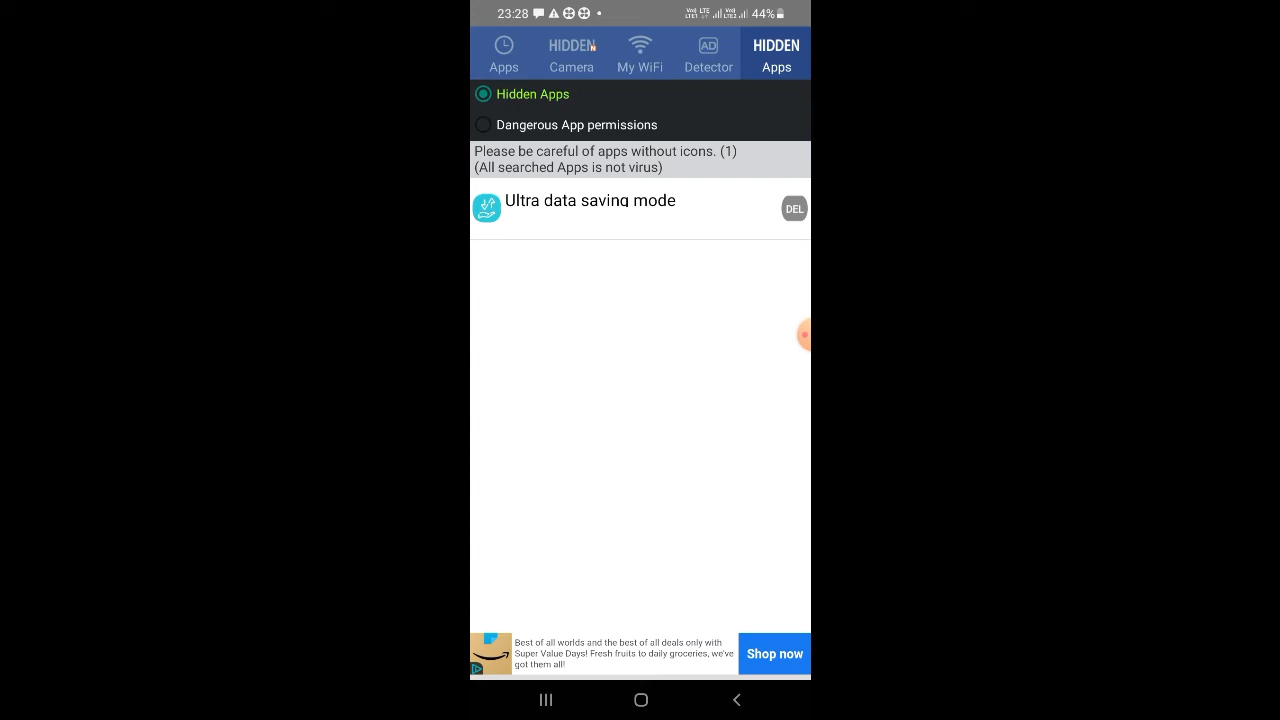 23:28 44%
Apps HIDDEN Camera My WiFi AD Detector HIDDEN Apps
Hidden Apps
Dangerous App permissions
Please be careful of apps without icons. (1)
(All searched Apps is not virus)
Ultra data saving mode
DEL
Best of all worlds and the best of all deals only with
Super Value Days! Fresh fruits to daily groceries, we've
got them all!
Shop now